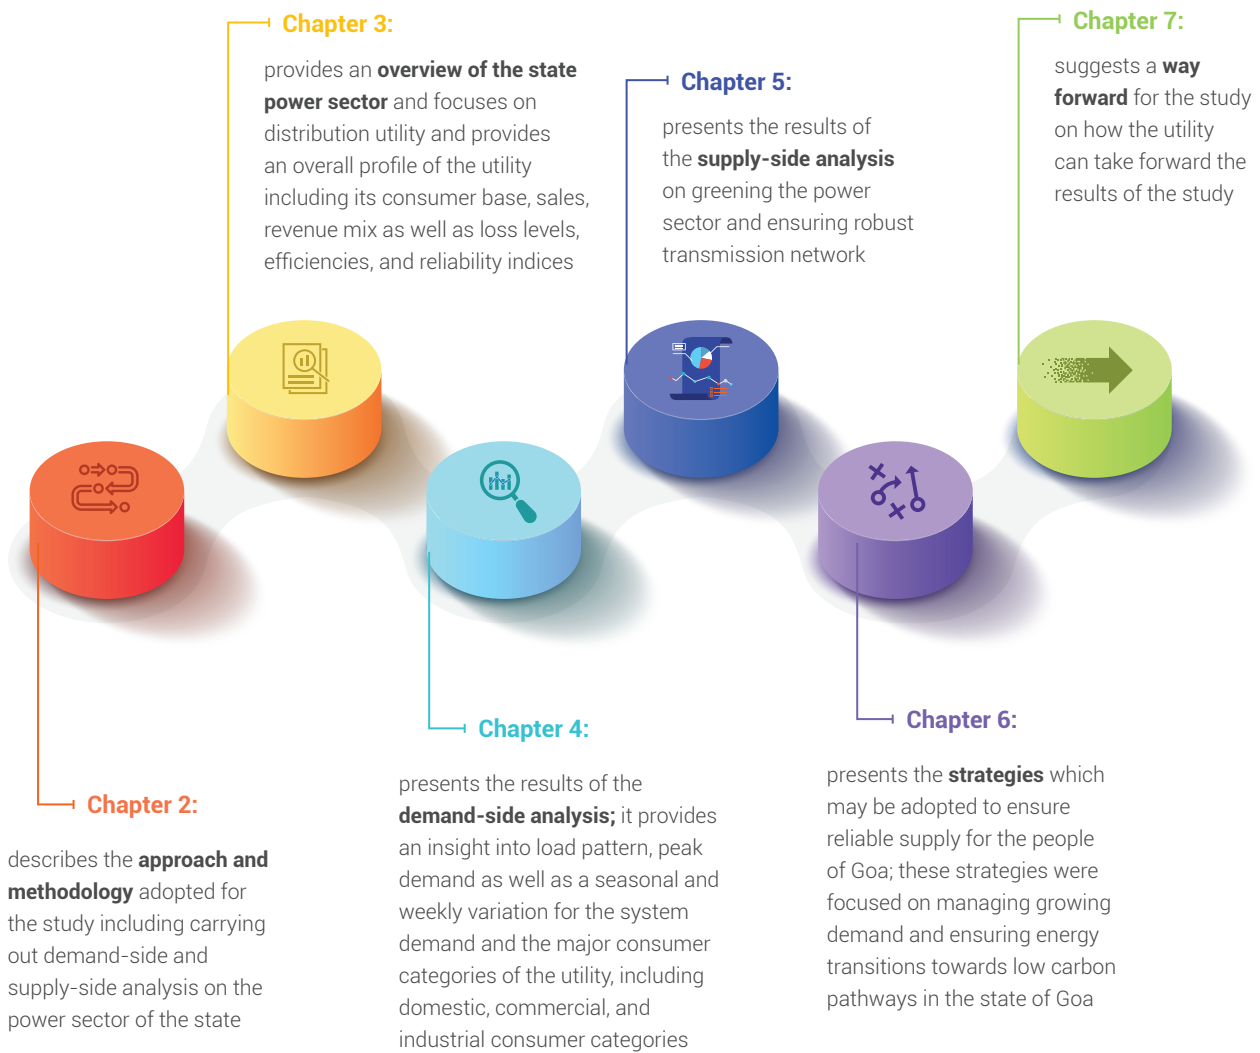 Chapter 2:
describes the approach and
methodology adopted for
the study including carrying
out demand-side and
supply-side analysis on the
power sector of the state
Chapter 3:
provides an overview of the state
power sector and focuses on
distribution utility and provides
an overall profile of the utility
including its consumer base, sales,
revenue mix as well as loss levels,
efficiencies, and reliability indices
Chapter 4:
presents the results of the
demand-side analysis; it provides
an insight into load pattern, peak
demand as well as a seasonal and
weekly variation for the system
demand and the major consumer
categories of the utility, including
domestic, commercial, and
industrial consumer categories
Chapter 5:
presents the results of
the supply-side analysis
on greening the power
sector and ensuring robust
transmission network
Chapter 6:
presents the strategies which
may be adopted to ensure
reliable supply for the people
of Goa; these strategies were
focused on managing growing
demand and ensuring energy
transitions towards low carbon
pathways in the state of Goa
Chapter 7:
suggests a way
forward for the study
on how the utility
can take forward the
results of the study